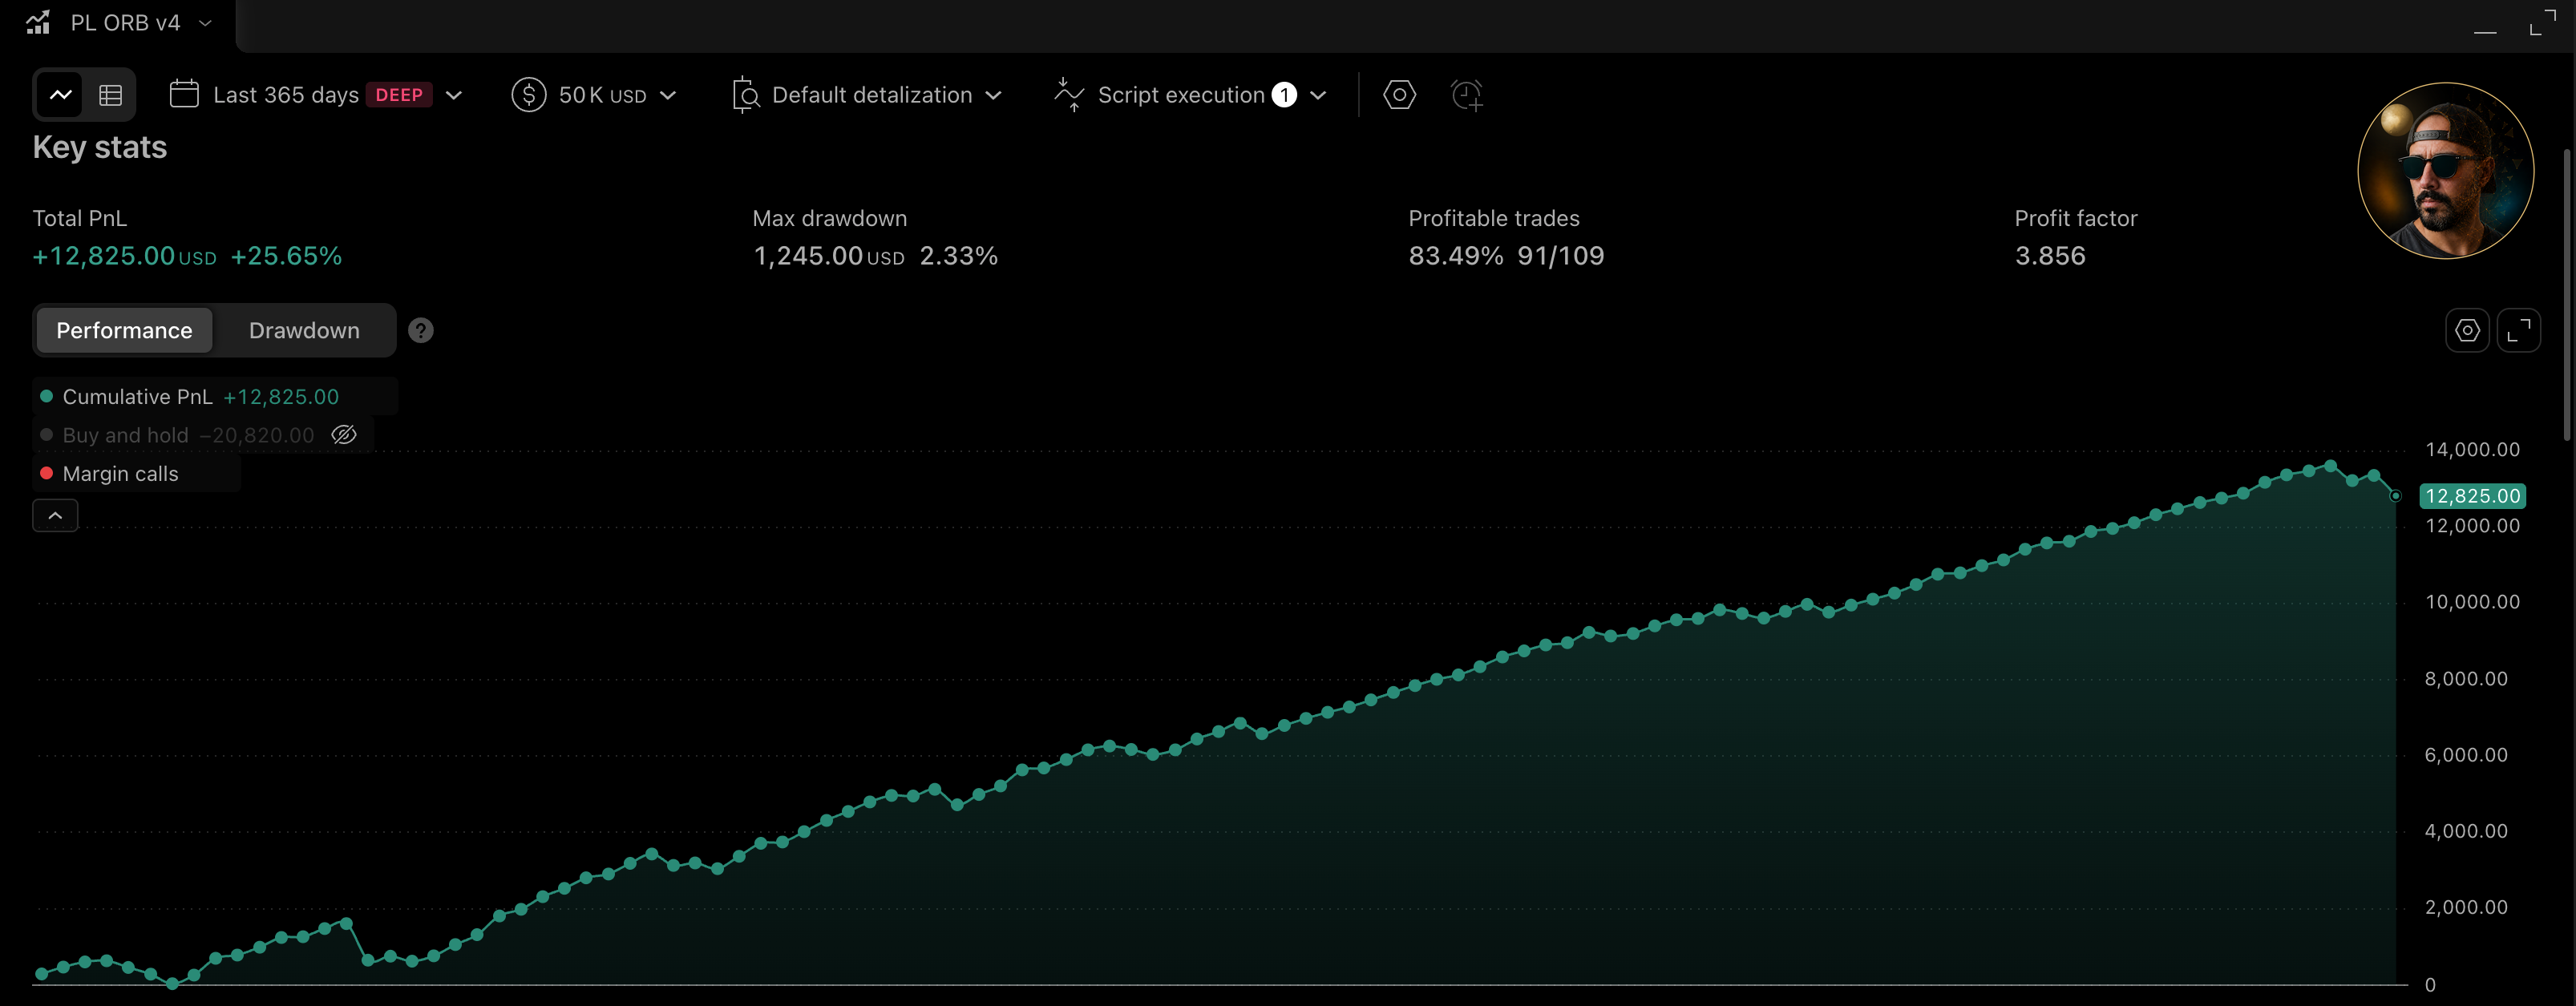 PL ORB v4
Last 365 days DEEP 50 K USD Default detalization Script execution 1
Key stats
Total PnL Max drawdown Profitable trades Profit factor
+12,825.00 USD +25.65% 1,245.00 USD 2.33% 83.49% 91/109 3.856
Performance Drawdown ?
Cumulative PnL +12,825.00
Buy and hold −20,820.00
Margin calls
14,000.00
12,825.00
12,000.00
10,000.00
8,000.00
6,000.00
4,000.00
2,000.00
0